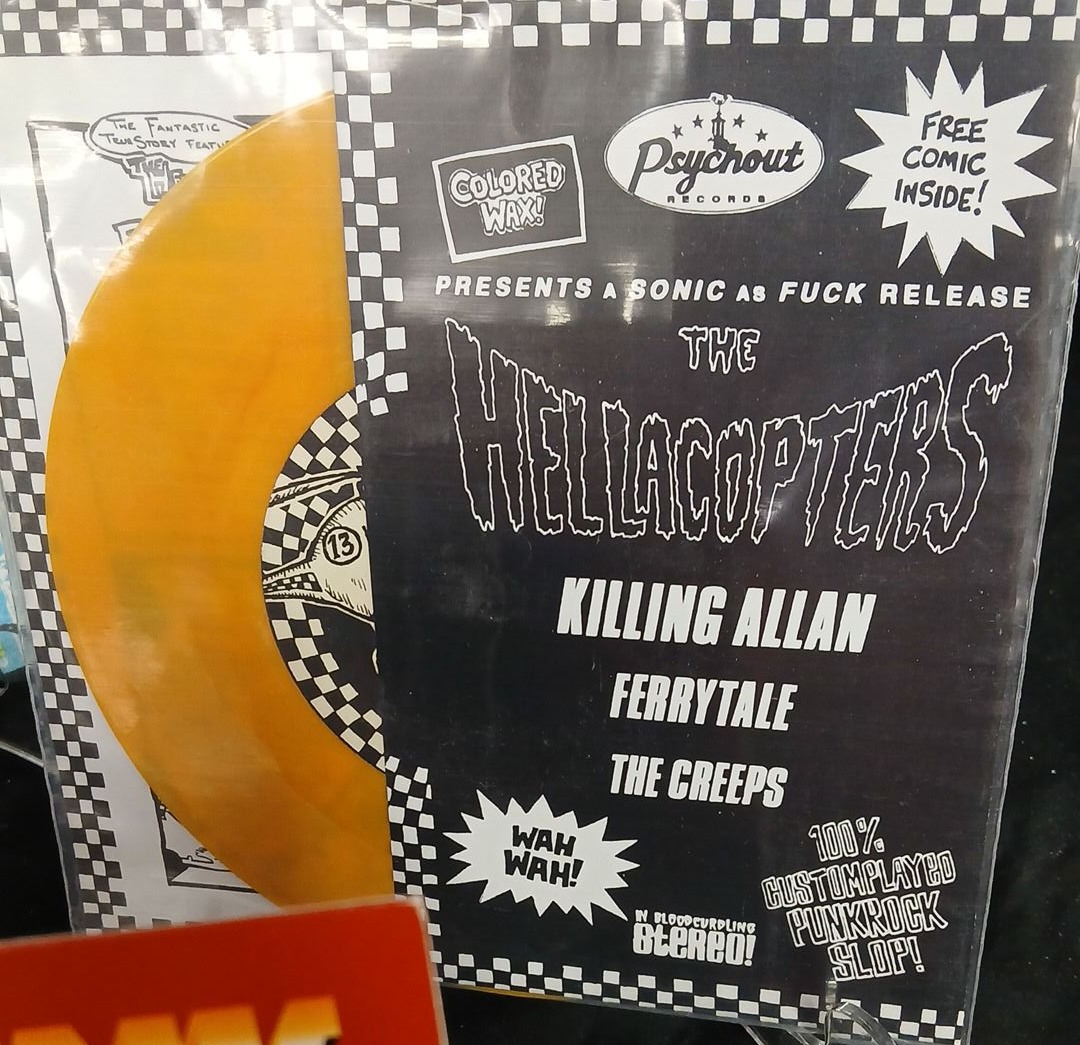 THE FANTASTIC
TRUE STORY
COLORED
WAX!
Psychout
RECORDS
FREE
COMIC
INSIDE!
PRESENTS A SONIC AS FUCK RELEASE
THE
HELLACOPTERS
13
KILLING ALLAN
FERRYTALE
THE CREEPS
WAH
WAH!
IN BLOODCURDLING
STEREO!
100%
CUSTOMPLAYED
PUNKROCK
SLOP!